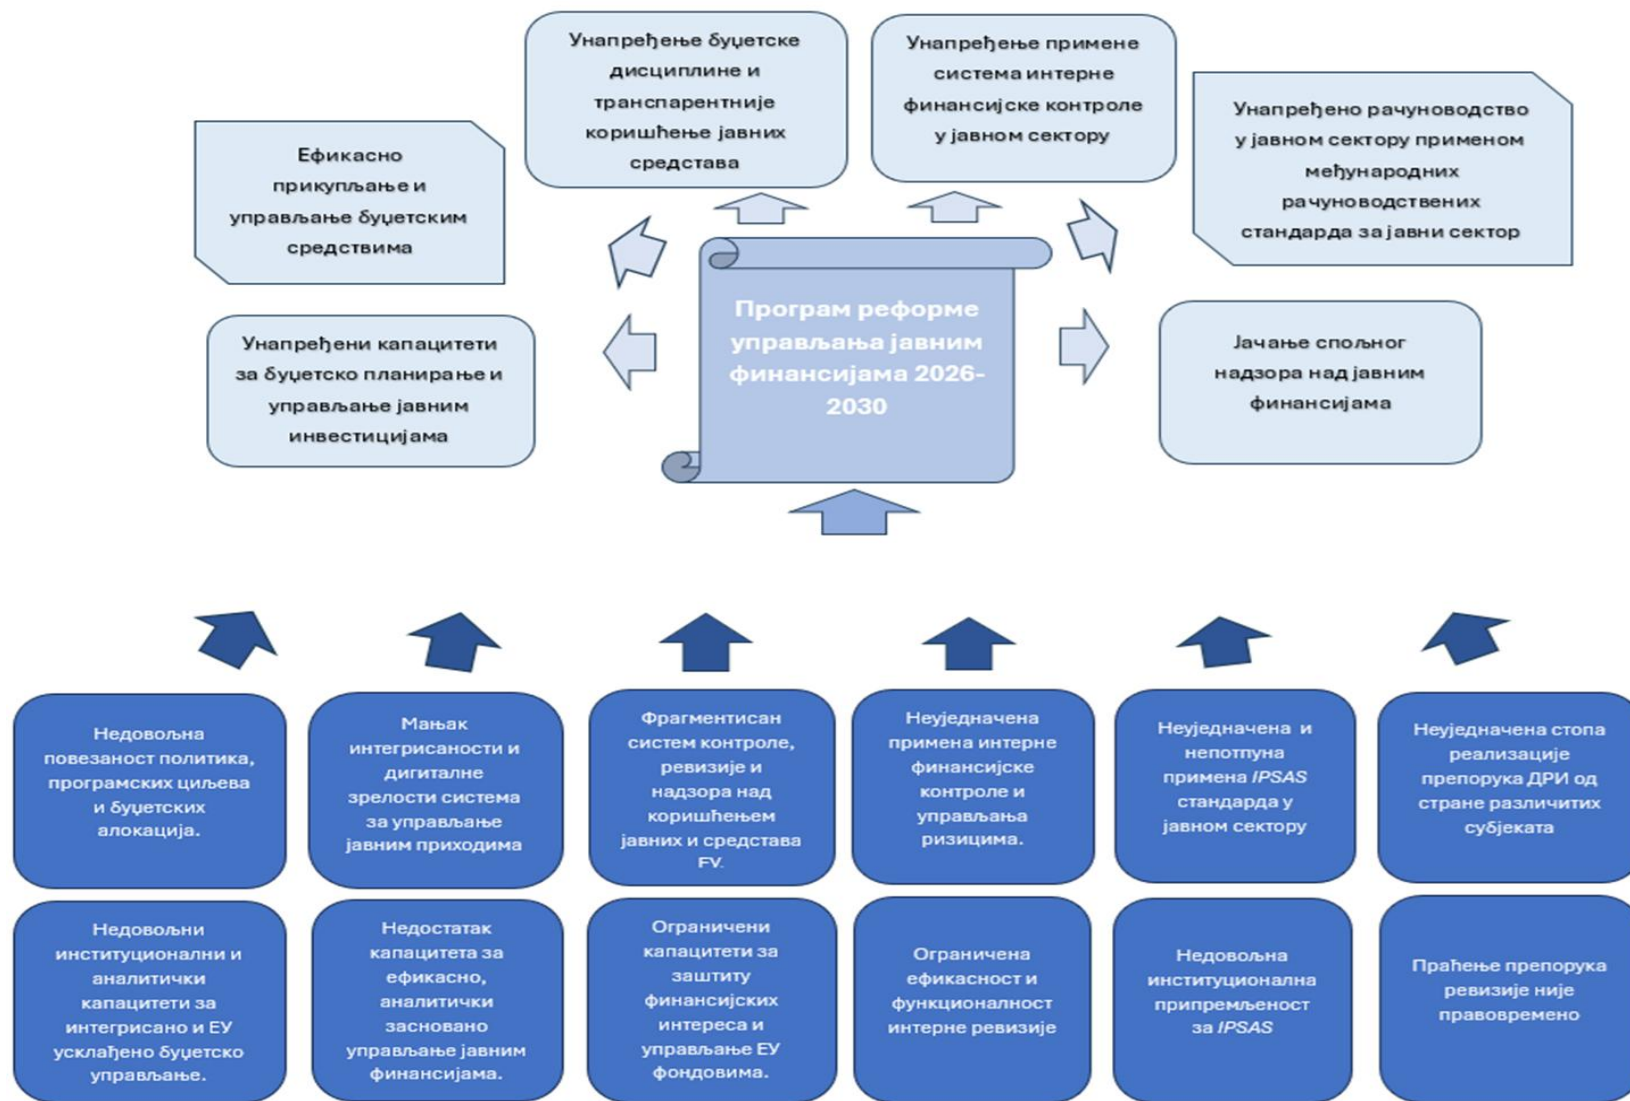 Унапређење буџетске
дисциплине и
транспарентније
коришћење јавних
средстава
Унапређење примене
система интерне
финансијске контроле
у јавном сектору
Ефикасно
прикупљање и
управљање буџетским
средствима
Унапређено рачуноводство
у јавном сектору применом
међународних
рачуноводствених
стандарда за јавни сектор
Унапређени капацитети
за буџетско планирање и
управљање јавним
инвестицијама
Програм реформе
управљања јавним
финансијама 2026-
2030
Јачање спољног
надзора над јавним
финансијама
Недовољна
повезаност политика,
програмских циљева
и буџетских
алокација.
Мањак
интегрисаности и
дигиталне
зрелости система
за управљање
јавним приходима
Фрагментисан
систем контроле,
ревизије и
надзора над
коришћењем
јавних и средстава
EV.
Неуједначена
примена интерне
финансијске
контроле и
управљања
ризицима.
Неуједначена и
непотпуна
примена IPSAS
стандарда у
јавном сектору
Неуједначена стопа
реализације
препорука ДРИ од
стране различитих
субјеката
Недовољни
институционални и
аналитички
капацитети за
интегрисано и ЕУ
усклађено буџетско
управљање.
Недостатак
капацитета за
ефикасно,
аналитички
засновано
управљање јавним
финансијама.
Ограничени
капацитети за
заштиту
финансијских
интереса и
управљање ЕУ
фондовима.
Ограничена
ефикасност и
функционалност
интерне ревизије
Недовољна
институционална
припремљеност
за IPSAS
Праћење препорука
ревизије није
правовремено